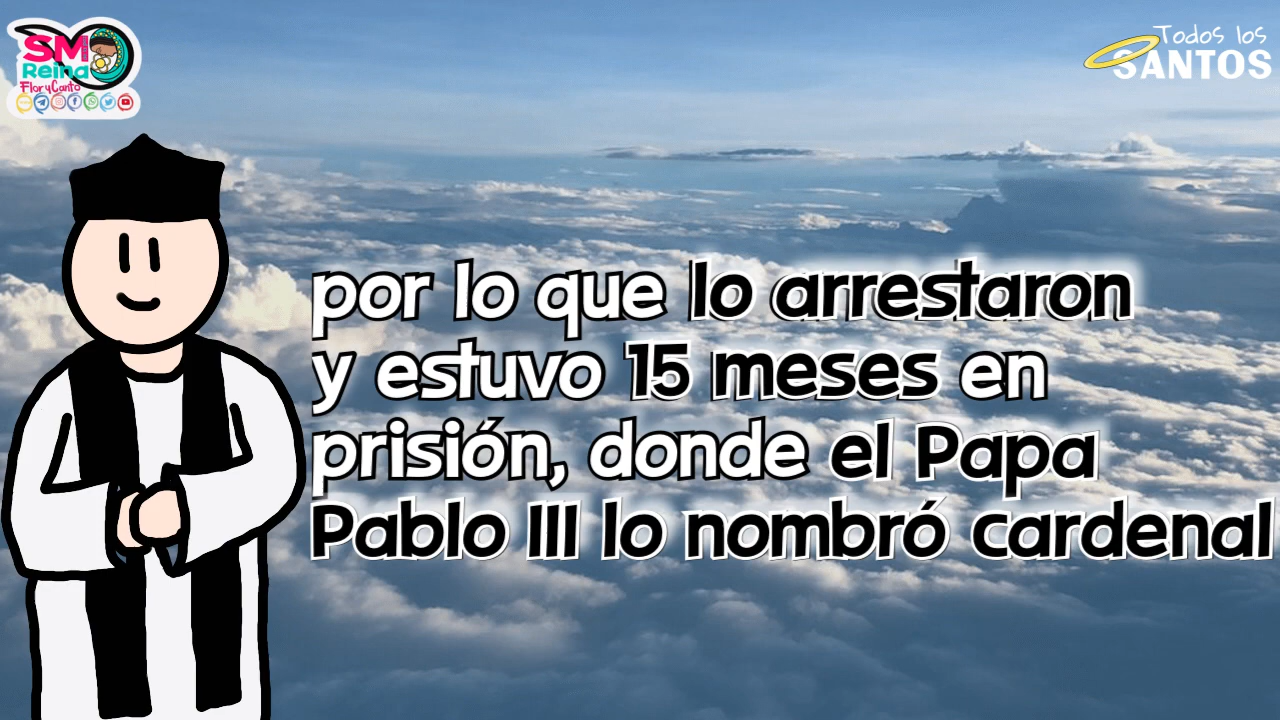 SM
Reina
Flor y Canto
Todos los
SANTOS
por lo que lo arrestaron
y estuvo 15 meses en
prisión, donde el Papa
Pablo III lo nombró cardenal